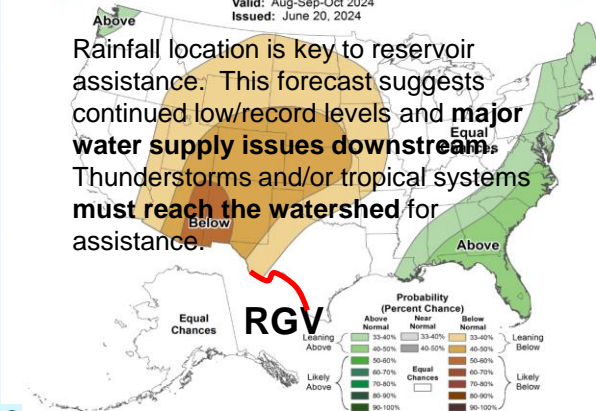 Valid: Aug-Sep-Oct 2024
Issued: June 20, 2024
Above
Rainfall location is key to reservoir
assistance. This forecast suggests
continued low/record levels and major
water supply issues downstream.
Thunderstorms and/or tropical systems
must reach the watershed for
assistance.
Equal
Chances
Below
Above
Equal
Chances
RGV
Probability
(Percent Chance)
Above
Normal
Near
Normal
Below
Normal
Leaning
Above
33-40%
33-40%
33-40%
Leaning
Below
40-50%
40-50%
40-50%
Likely
Above
50-60%
50-60%
Likely
Below
60-70%
Equal
Chances
60-70%
70-80%
70-80%
80-90%
80-90%
90-100%
90-100%